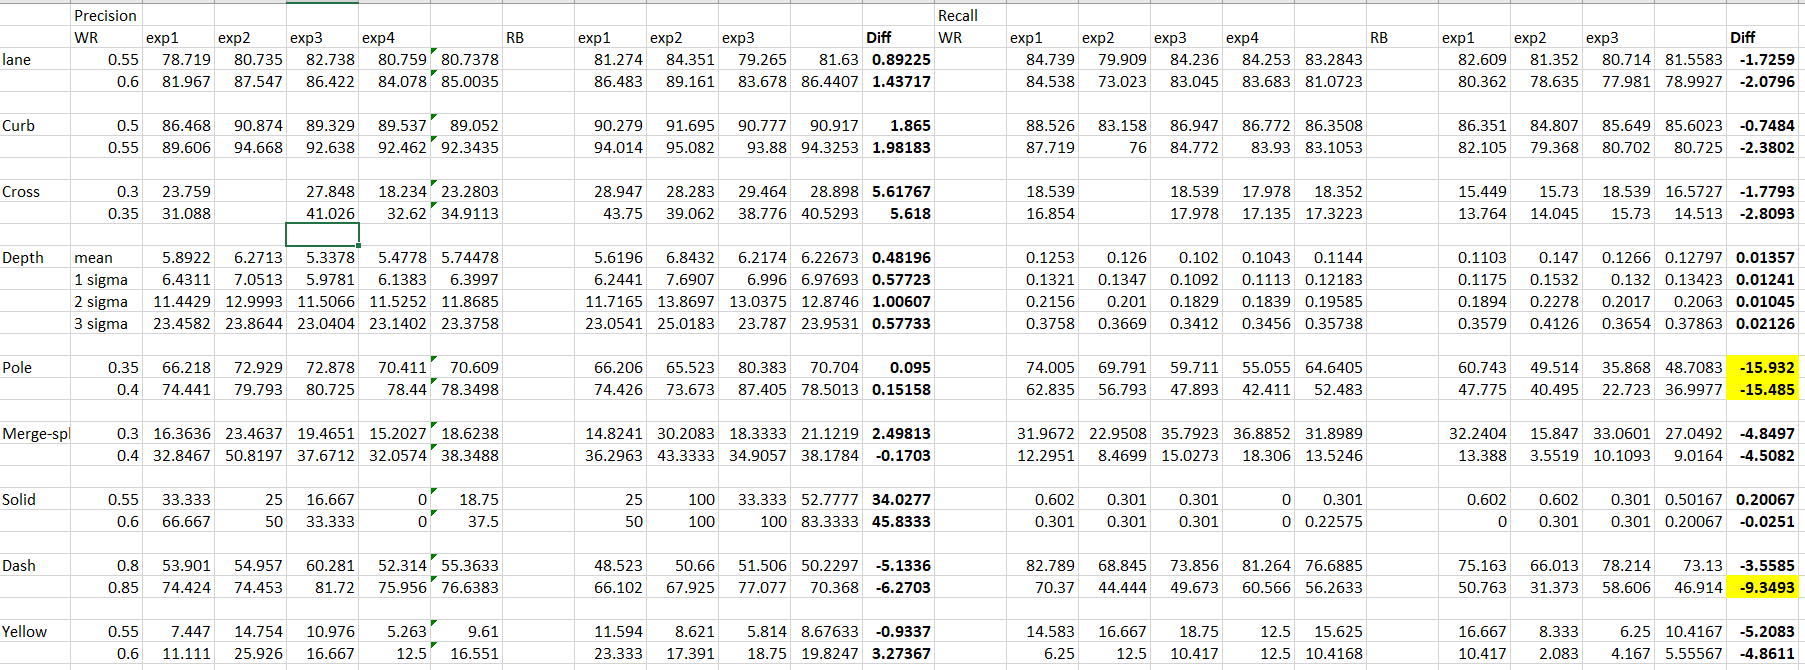 Precision Recall
WR exp1 exp2 exp3 exp4 RB exp1 exp2 exp3 Diff WR exp1 exp2 exp3 exp4 RB exp1 exp2 exp3 Diff
lane 0.55 78.719 80.735 82.738 80.759 80.7378 81.274 84.351 79.265 81.63 0.89225 84.739 79.909 84.236 84.253 83.2843 82.609 81.352 80.714 81.5583 -1.7259
0.6 81.967 87.547 86.422 84.078 85.0035 86.483 89.161 83.678 86.4407 1.43717 84.538 73.023 83.045 83.683 81.0723 80.362 78.635 77.981 78.9927 -2.0796
Curb 0.5 86.468 90.874 89.329 89.537 89.052 90.279 91.695 90.777 90.917 1.865 88.526 83.158 86.947 86.772 86.3508 86.351 84.807 85.649 85.6023 -0.7484
0.55 89.606 94.668 92.638 92.462 92.3435 94.014 95.082 93.88 94.3253 1.98183 87.719 76 84.772 83.93 83.1053 82.105 79.368 80.702 80.725 -2.3802
Cross 0.3 23.759 27.848 18.234 23.2803 28.947 28.283 29.464 28.898 5.61767 18.539 18.539 17.978 18.352 15.449 15.73 18.539 16.5727 -1.7793
0.35 31.088 41.026 32.62 34.9113 43.75 39.062 38.776 40.5293 5.618 16.854 17.978 17.135 17.3223 13.764 14.045 15.73 14.513 -2.8093
Depth mean 5.8922 6.2713 5.3378 5.4778 5.74478 5.6196 6.8432 6.2174 6.22673 0.48196 0.1253 0.126 0.102 0.1043 0.1144 0.1103 0.147 0.1266 0.12797 0.01357
1 sigma 6.4311 7.0513 5.9781 6.1383 6.3997 6.2441 7.6907 6.996 6.97693 0.57723 0.1321 0.1347 0.1092 0.1113 0.12183 0.1175 0.1532 0.132 0.13423 0.01241
2 sigma 11.4429 12.9993 11.5066 11.5252 11.8685 11.7165 13.8697 13.0375 12.8746 1.00607 0.2156 0.201 0.1829 0.1839 0.19585 0.1894 0.2278 0.2017 0.2063 0.01045
3 sigma 23.4582 23.8644 23.0404 23.1402 23.3758 23.0541 25.0183 23.787 23.9531 0.57733 0.3758 0.3669 0.3412 0.3456 0.35738 0.3579 0.4126 0.3654 0.37863 0.02126
Pole 0.35 66.218 72.929 72.878 70.411 70.609 66.206 65.523 80.383 70.704 0.095 74.005 69.791 59.711 55.055 64.6405 60.743 49.514 35.868 48.7083 -15.932
0.4 74.441 79.793 80.725 78.44 78.3498 74.426 73.673 87.405 78.5013 0.15158 62.835 56.793 47.893 42.411 52.483 47.775 40.495 22.723 36.9977 -15.485
Merge-spl 0.3 16.3636 23.4637 19.4651 15.2027 18.6238 14.8241 30.2083 18.3333 21.1219 2.49813 31.9672 22.9508 35.7923 36.8852 31.8989 32.2404 15.847 33.0601 27.0492 -4.8497
0.4 32.8467 50.8197 37.6712 32.0574 38.3488 36.2963 43.3333 34.9057 38.1784 -0.1703 12.2951 8.4699 15.0273 18.306 13.5246 13.388 3.5519 10.1093 9.0164 -4.5082
Solid 0.55 33.333 25 16.667 0 18.75 25 100 33.333 52.7777 34.0277 0.602 0.301 0.301 0 0.301 0.602 0.602 0.301 0.50167 0.20067
0.6 66.667 50 33.333 0 37.5 50 100 100 83.3333 45.8333 0.301 0.301 0.301 0 0.22575 0 0.301 0.301 0.20067 -0.0251
Dash 0.8 53.901 54.957 60.281 52.314 55.3633 48.523 50.66 51.506 50.2297 -5.1336 82.789 68.845 73.856 81.264 76.6885 75.163 66.013 78.214 73.13 -3.5585
0.85 74.424 74.453 81.72 75.956 76.6383 66.102 67.925 77.077 70.368 -6.2703 70.37 44.444 49.673 60.566 56.2633 50.763 31.373 58.606 46.914 -9.3493
Yellow 0.55 7.447 14.754 10.976 5.263 9.61 11.594 8.621 5.814 8.67633 -0.9337 14.583 16.667 18.75 12.5 15.625 16.667 8.333 6.25 10.4167 -5.2083
0.6 11.111 25.926 16.667 12.5 16.551 23.333 17.391 18.75 19.8247 3.27367 6.25 12.5 10.417 12.5 10.4168 10.417 2.083 4.167 5.55567 -4.8611